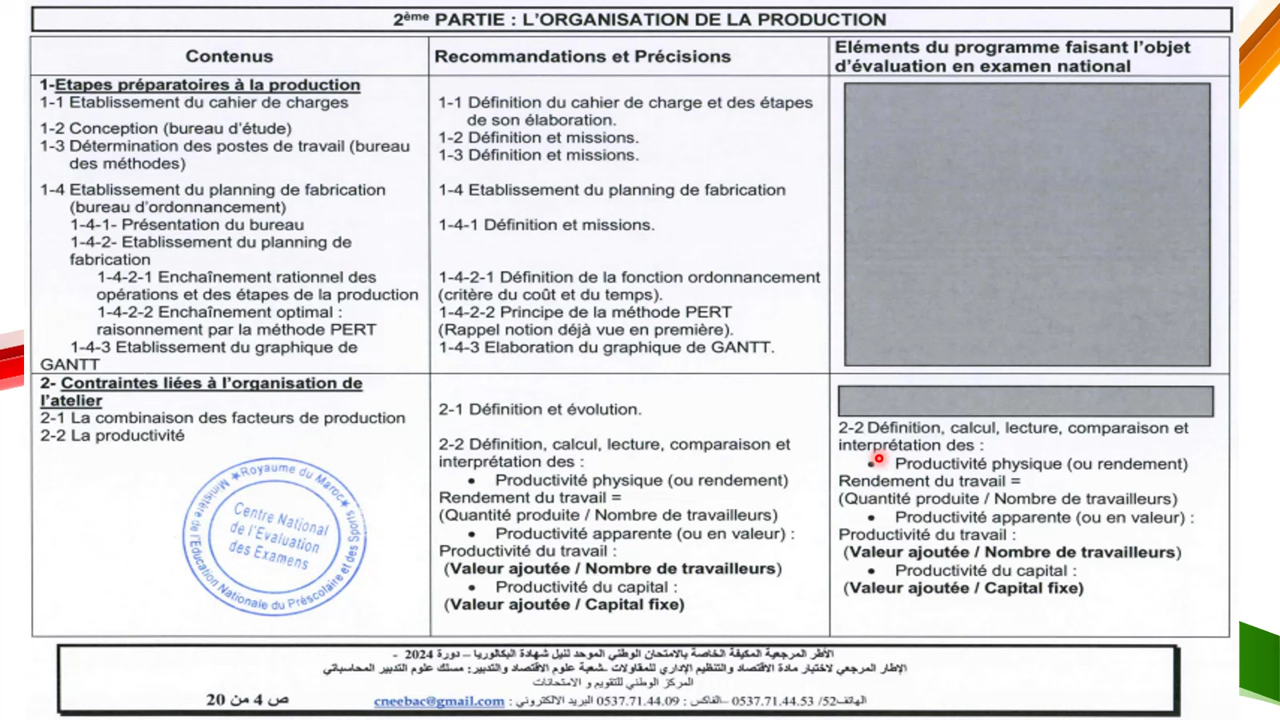 2ème PARTIE : L'ORGANISATION DE LA PRODUCTION
Contenus
Recommandations et Précisions
Eléments du programme faisant l'objet
d'évaluation en examen national
1-Etapes préparatoires à la production
1-1 Etablissement du cahier de charges
1-2 Conception (bureau d'étude)
1-3 Détermination des postes de travail (bureau
des méthodes)
1-4 Etablissement du planning de fabrication
(bureau d'ordonnancement)
1-4-1- Présentation du bureau
1-4-2- Etablissement du planning de
fabrication
1-4-2-1 Enchaînement rationnel des
opérations et des étapes de la production
1-4-2-2 Enchaînement optimal :
raisonnement par la méthode PERT
1-4-3 Etablissement du graphique de
GANTT
1-1 Définition du cahier de charge et des étapes
de son élaboration.
1-2 Définition et missions.
1-3 Définition et missions.
1-4 Etablissement du planning de fabrication
1-4-1 Définition et missions.
1-4-2-1 Définition de la fonction ordonnancement
(critère du coût et du temps).
1-4-2-2 Principe de la méthode PERT
(Rappel notion déjà vue en première).
1-4-3 Elaboration du graphique de GANTT.
2- Contraintes liées à l'organisation de
l'atelier
2-1 La combinaison des facteurs de production
2-2 La productivité
★Royaume du Maroc★
Ministère de l'Education Nationale du Préscolaire et des Sports
Centre National
de l'Evaluation
des Examens
2-1 Définition et évolution.
2-2 Définition, calcul, lecture, comparaison et
interprétation des :
• Productivité physique (ou rendement)
Rendement du travail =
(Quantité produite / Nombre de travailleurs)
• Productivité apparente (ou en valeur) :
Productivité du travail :
(Valeur ajoutée / Nombre de travailleurs)
• Productivité du capital :
(Valeur ajoutée / Capital fixe)
2-2 Définition, calcul, lecture, comparaison et
interprétation des :
• Productivité physique (ou rendement)
Rendement du travail =
(Quantité produite / Nombre de travailleurs)
• Productivité apparente (ou en valeur) :
Productivité du travail :
(Valeur ajoutée / Nombre de travailleurs)
• Productivité du capital :
(Valeur ajoutée / Capital fixe)
الأطر المرجعية المكيفة الخاصة بالامتحان الوطني الموحد لنيل شهادة البكالوريا – دورة 2024 -
الإطار المرجعي لاختبار مادة الاقتصاد والتنظيم الإداري للمقاولات -شعبة علوم الاقتصاد والتدبير: مسلك علوم التدبير المحاسباتي
المركز الوطني للتقويم و الامتحانات
الهاتف52/ 0537.71.44.53 –الفاكس : 0537.71.44.09 البريد الالكتروني : cneebac@gmail.com
ص 4 من 20